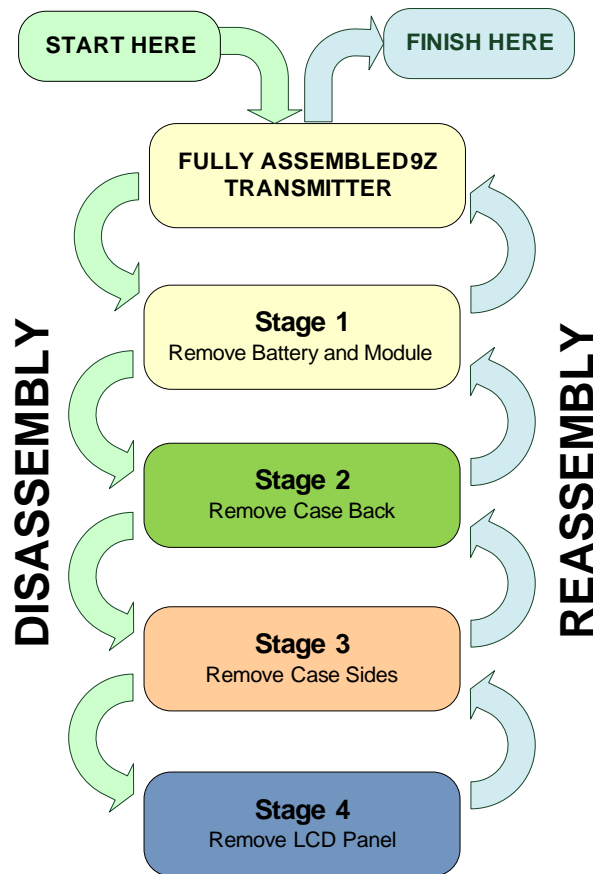 START HERE
FINISH HERE
FULLY ASSEMBLED9Z
TRANSMITTER
Stage 1
Remove Battery and Module
DISASSEMBLY
REASSEMBLY
Stage 2
Remove Case Back
Stage 3
Remove Case Sides
Stage 4
Remove LCD Panel